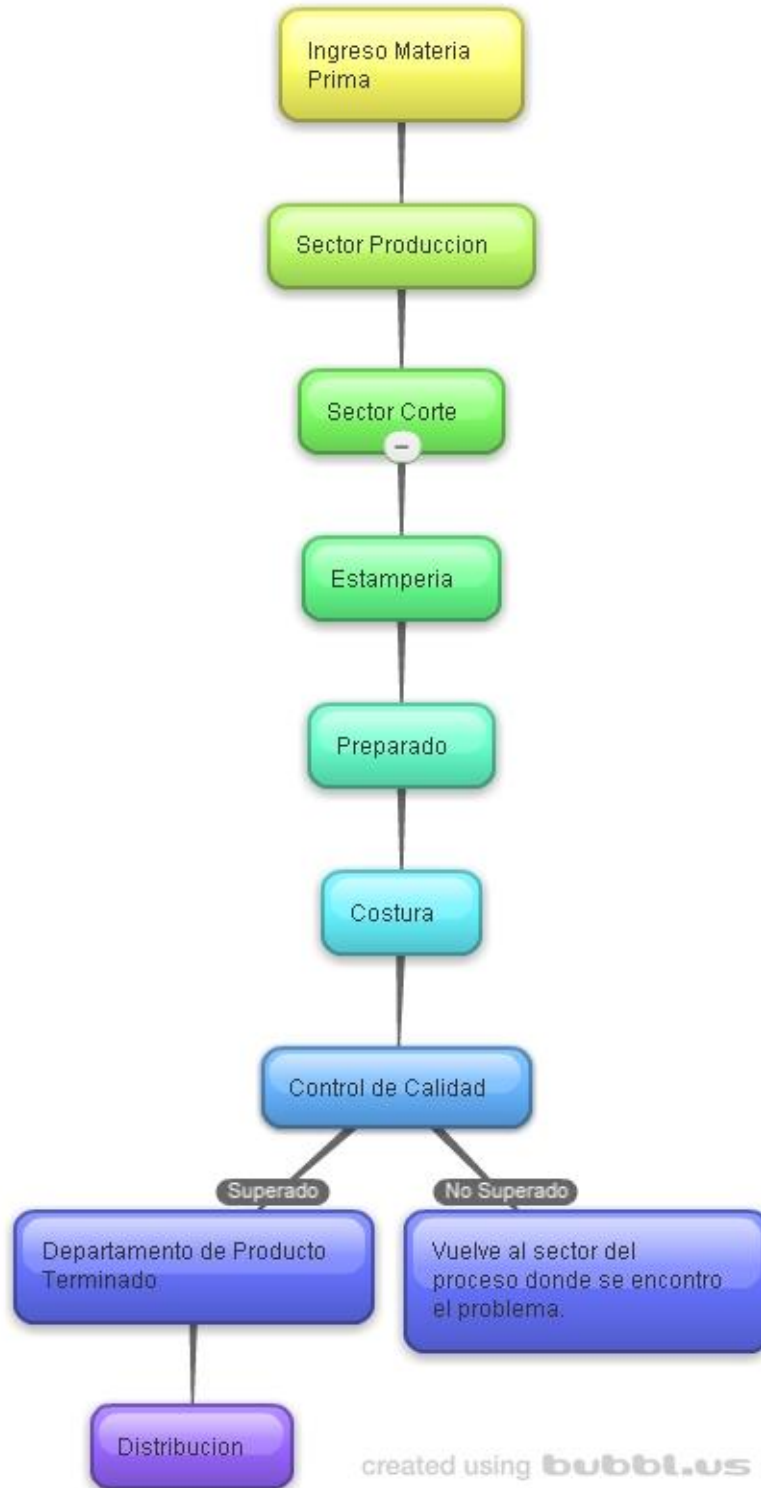 Ingreso Materia
Prima
Sector Produccion
Sector Corte
Estamperia
Preparado
Costura
Control de Calidad
Superado
No Superado
Departamento de Producto
Terminado
Vuelve al sector del
proceso donde se encontro
el problema.
Distribucion
created using bubbl.us